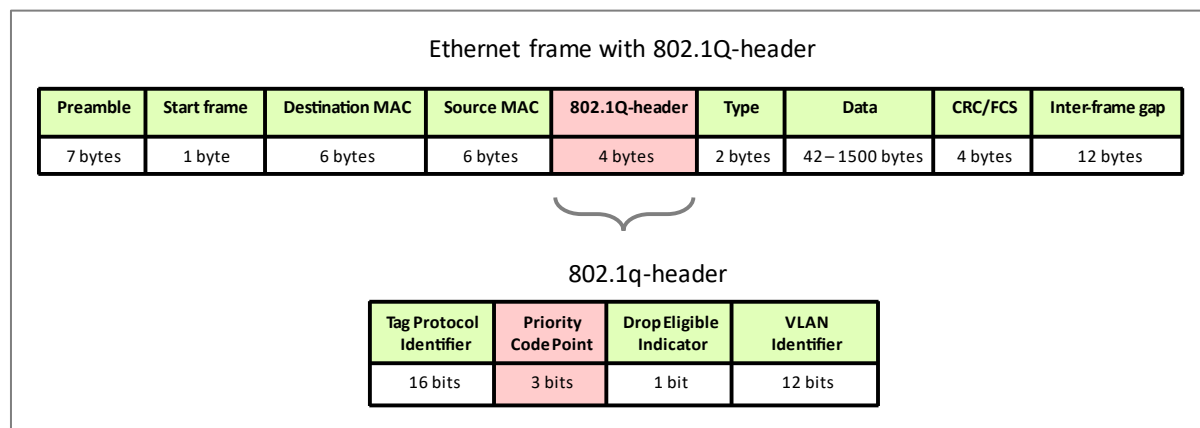 Ethernet frame with 802.1Q-header
Preamble Start frame Destination MAC Source MAC 802.1Q-header Type Data CRC/FCS Inter-frame gap
7 bytes 1 byte 6 bytes 6 bytes 4 bytes 2 bytes 42–1500 bytes 4 bytes 12 bytes
802.1q-header
Tag Protocol Identifier Priority Code Point Drop Eligible Indicator VLAN Identifier
16 bits 3 bits 1 bit 12 bits